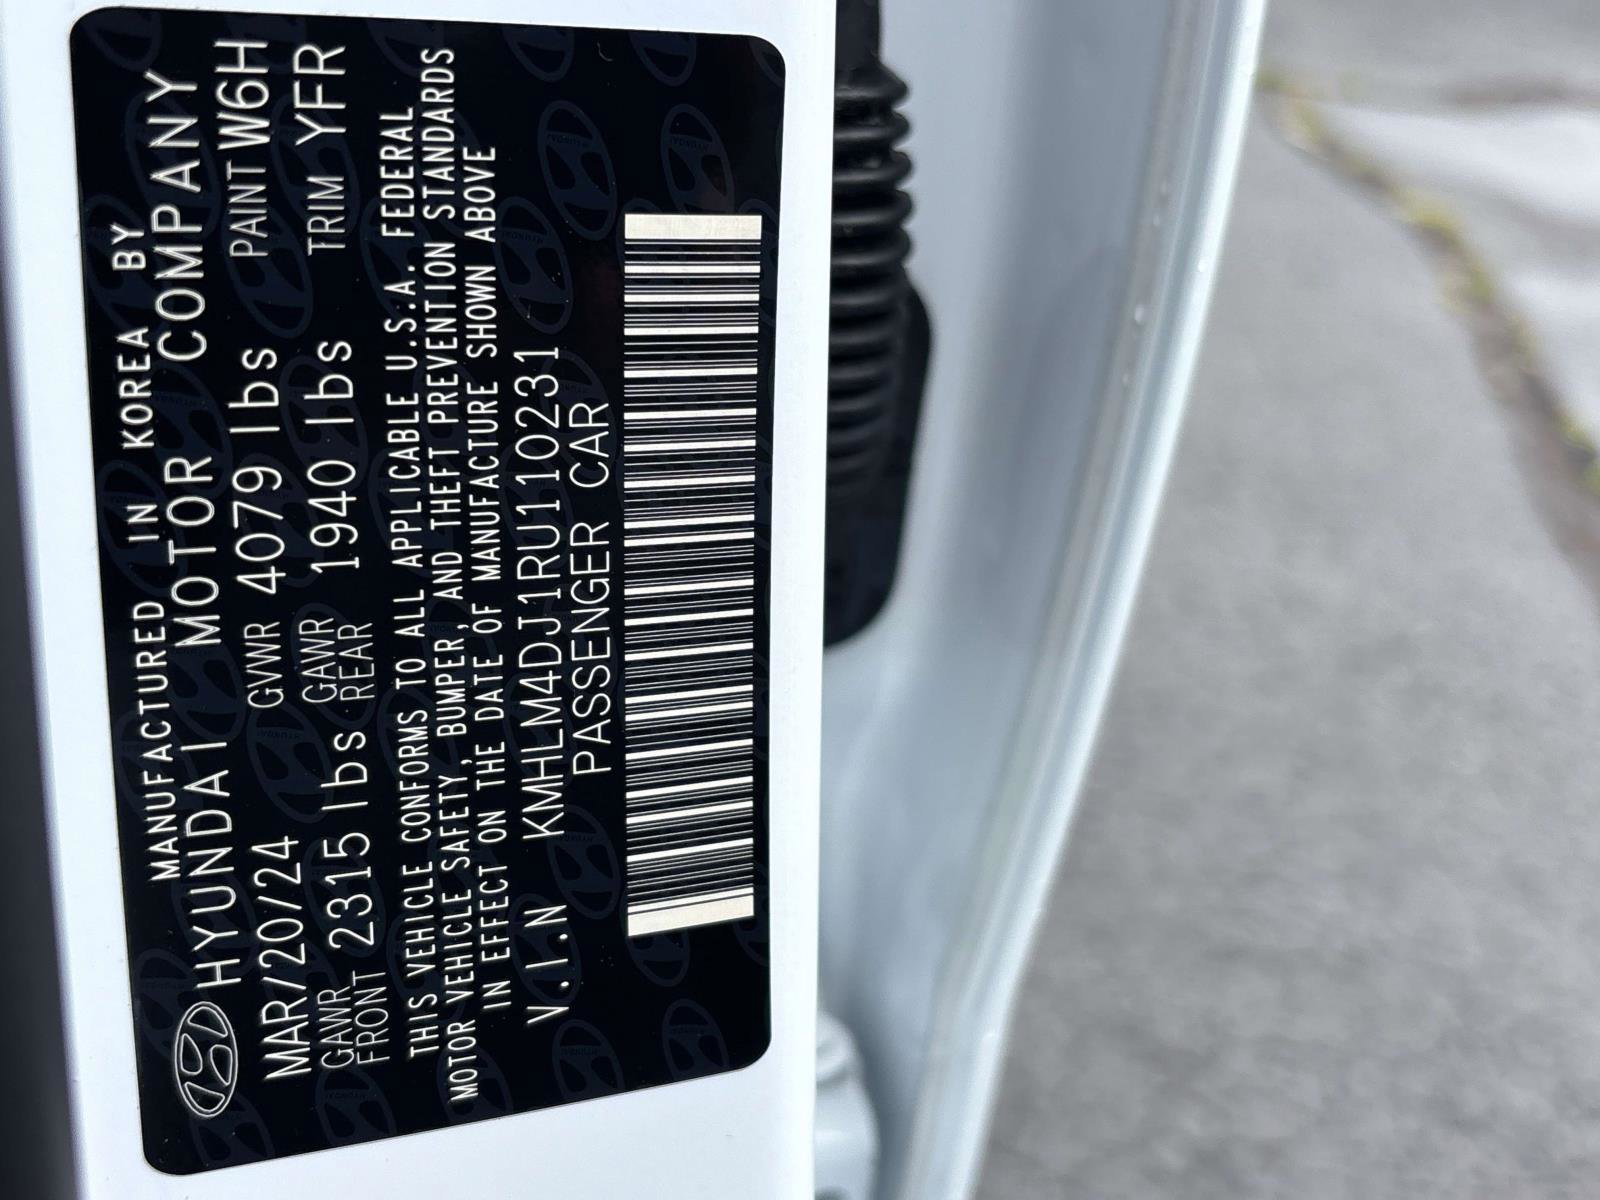 MANUFACTURED IN KOREA BY
HYUNDAI MOTOR COMPANY
MAR/20/24 GVWR 4079 lbs PAINT W6H
GAWR FRONT 2315 lbs GAWR REAR 1940 lbs TRIM YFR
THIS VEHICLE CONFORMS TO ALL APPLICABLE U.S.A. FEDERAL
MOTOR VEHICLE SAFETY, BUMPER, AND THEFT PREVENTION STANDARDS
IN EFFECT ON THE DATE OF MANUFACTURE SHOWN ABOVE
V.I.N KMHLM4DJ1RU110231
PASSENGER CAR